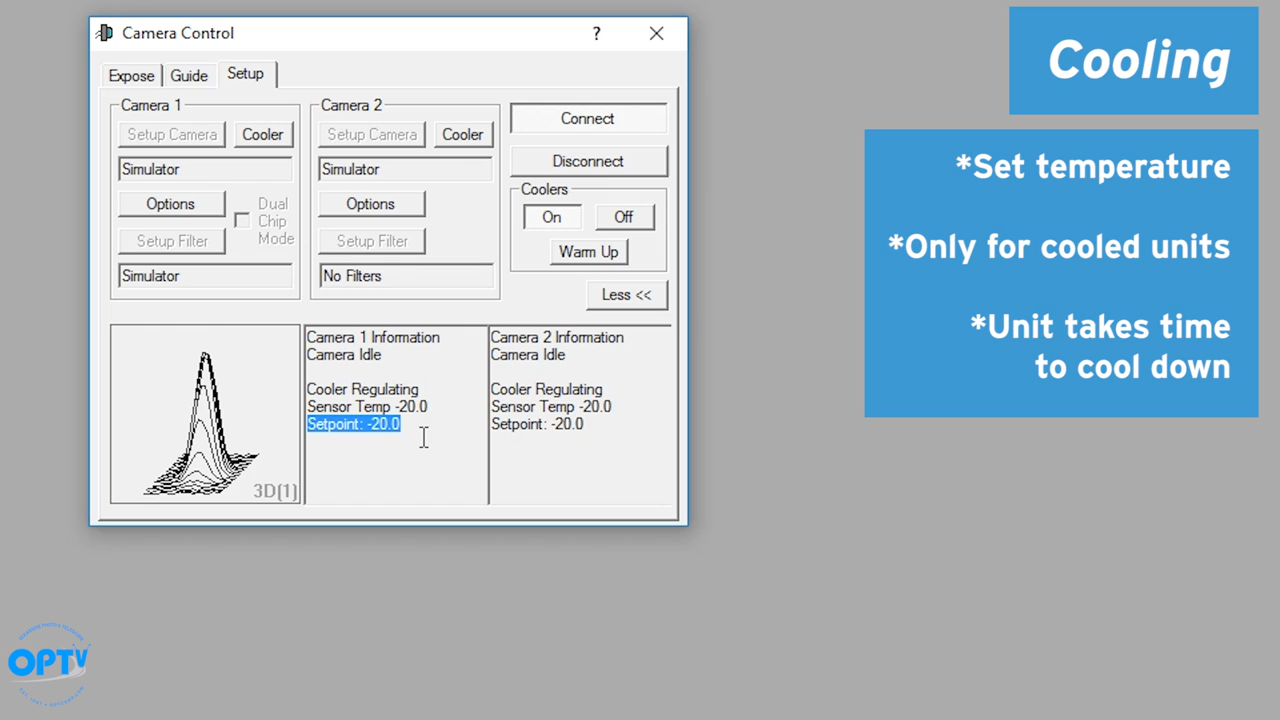 Camera Control
?
Expose
Guide
Setup
Camera 1
Setup Camera
Cooler
Simulator
Options
Dual
Chip
Mode
Setup Filter
Simulator
Camera 2
Setup Camera
Cooler
Simulator
Options
Setup Filter
No Filters
Connect
Disconnect
Coolers
On
Off
Warm Up
Less <<
3D(1)
Camera 1 Information
Camera Idle
Cooler Regulating
Sensor Temp -20.0
Setpoint: -20.0
Camera 2 Information
Camera Idle
Cooler Regulating
Sensor Temp -20.0
Setpoint: -20.0
Cooling
*Set temperature
*Only for cooled units
*Unit takes time
to cool down
OPTV